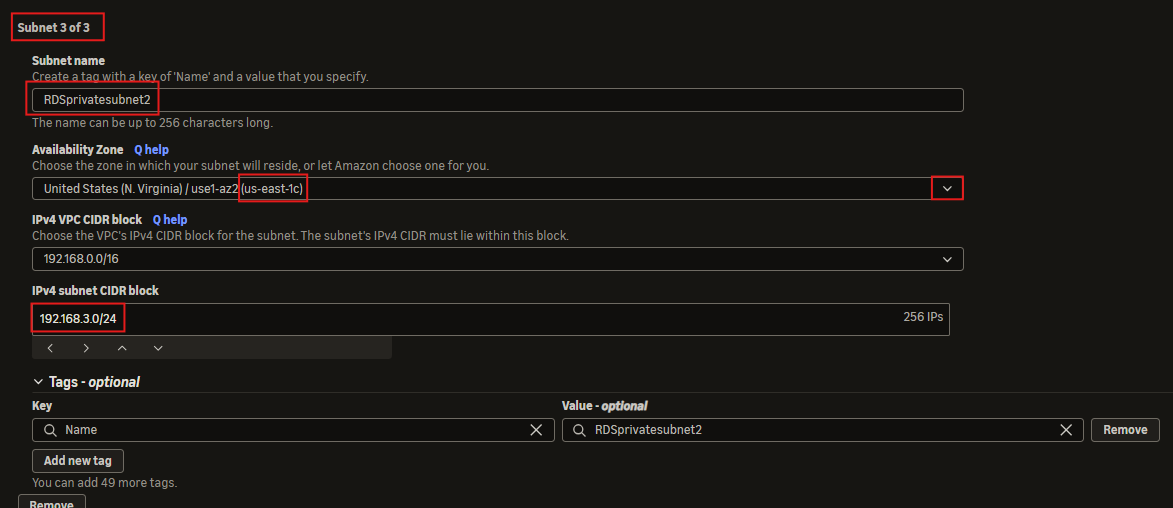 Subnet 3 of 3
Subnet name
Create a tag with a key of 'Name' and a value that you specify.
RDSprivatesubnet2
The name can be up to 256 characters long.
Availability Zone Q help
Choose the zone in which your subnet will reside, or let Amazon choose one for you.
United States (N. Virginia) / use1-az2 (us-east-1c)
IPv4 VPC CIDR block Q help
Choose the VPC's IPv4 CIDR block for the subnet. The subnet's IPv4 CIDR must lie within this block.
192.168.0.0/16
IPv4 subnet CIDR block
192.168.3.0/24 256 IPs
Tags - optional
Key Value - optional
Name RDSprivatesubnet2 Remove
Add new tag
You can add 49 more tags.
Remove